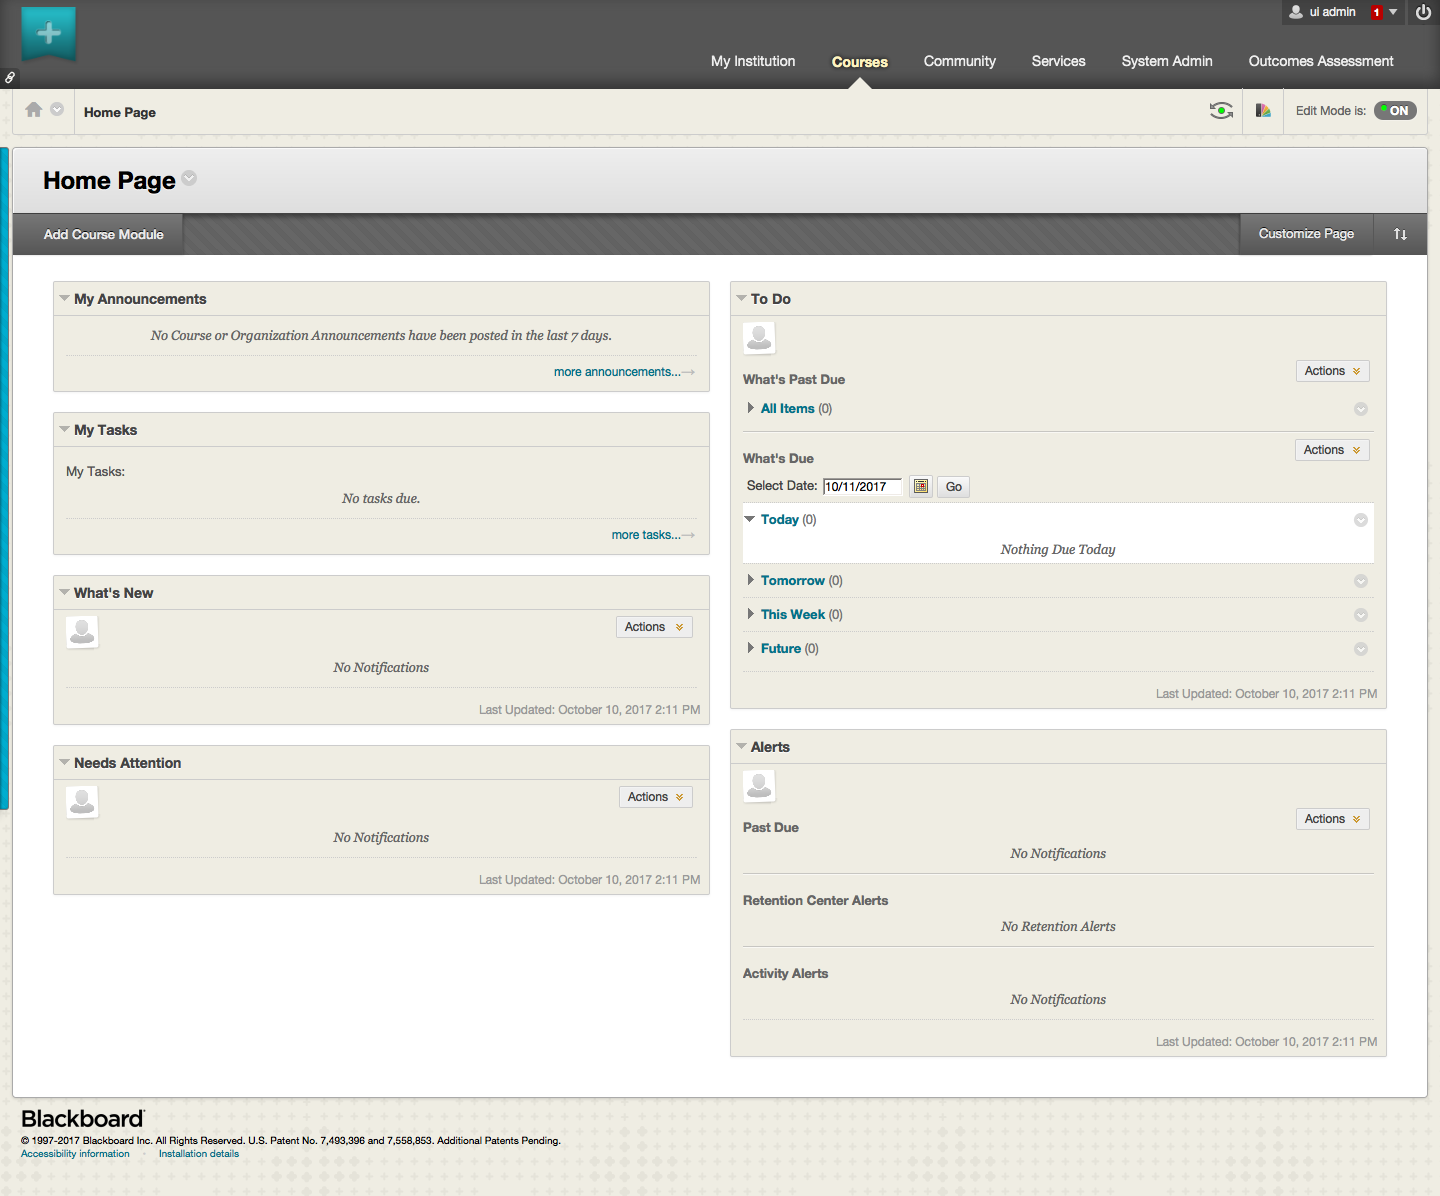 ui admin 1
My Institution Courses Community Services System Admin Outcomes Assessment
Home Page
Edit Mode is: ON
Home Page
Add Course Module
Customize Page
My Announcements
No Course or Organization Announcements have been posted in the last 7 days.
more announcements...
My Tasks
My Tasks:
No tasks due.
more tasks...
What's New
Actions
No Notifications
Last Updated: October 10, 2017 2:11 PM
Needs Attention
Actions
No Notifications
Last Updated: October 10, 2017 2:11 PM
To Do
Actions
What's Past Due
All Items (0)
Actions
What's Due
Select Date: 10/11/2017 Go
Today (0)
Nothing Due Today
Tomorrow (0)
This Week (0)
Future (0)
Last Updated: October 10, 2017 2:11 PM
Alerts
Actions
Past Due
No Notifications
Retention Center Alerts
No Retention Alerts
Activity Alerts
No Notifications
Last Updated: October 10, 2017 2:11 PM
Blackboard
© 1997-2017 Blackboard Inc. All Rights Reserved. U.S. Patent No. 7,493,396 and 7,558,853. Additional Patents Pending.
Accessibility information · Installation details